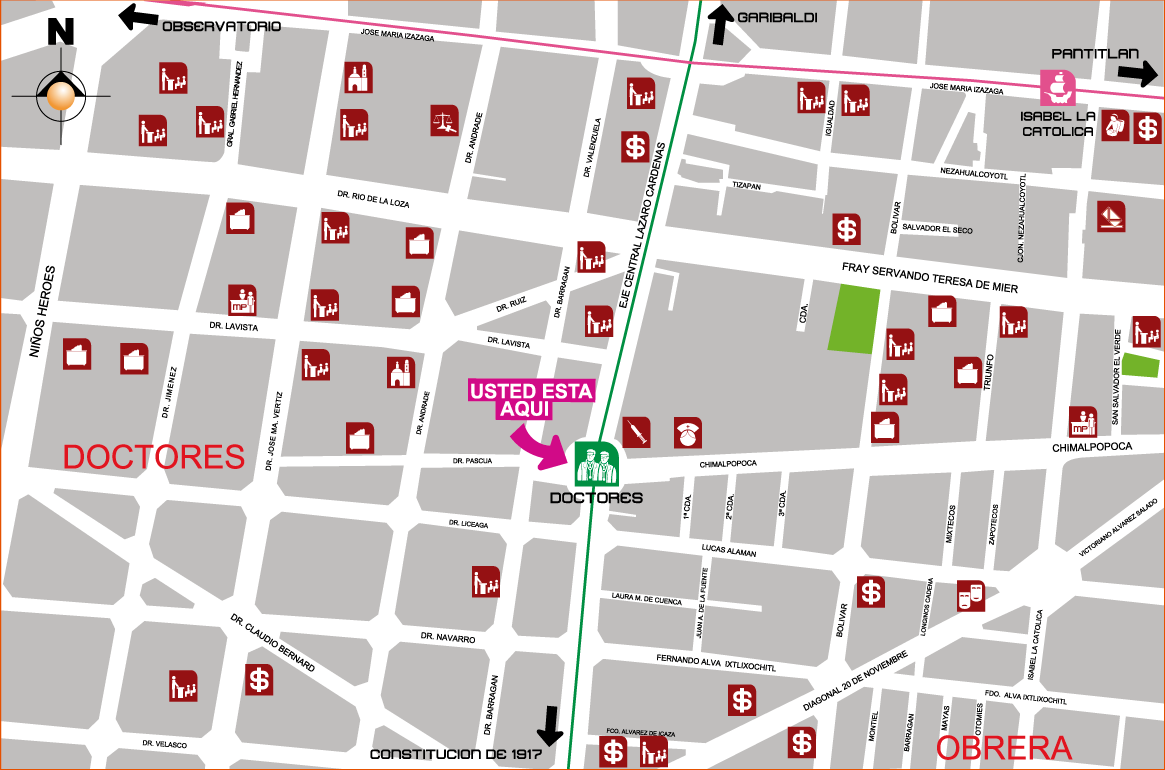 N
OBSERVATORIO
GARIBALDI
PANTITLAN
JOSE MARIA IZAZAGA
JOSE MARIA IZAZAGA
ISABEL LA
CATOLICA
GRAL. GABRIEL HERNANDEZ
DR. ANDRADE
DR. VALENZUELA
EJE CENTRAL LAZARO CARDENAS
IGUALDAD
$
$
NEZAHUALCOYOTL
TIZAPAN
DR. RIO DE LA LOZA
BOLIVAR
SALVADOR EL SECO
CJON. NEZAHUALCOYOTL
$
FRAY SERVANDO TERESA DE MIER
NIÑOS HEROES
MP
DR. RUIZ
DR. BARRAGAN
CDA.
DR. LAVISTA
DR. LAVISTA
TRIUNFO
SAN SALVADOR EL VERDE
DR. JIMENEZ
DR. JOSE MA. VERTIZ
DR. ANDRADE
USTED ESTA
AQUI
MP
DOCTORES
DR. PASCUA
CHIMALPOPOCA
CHIMALPOPOCA
DOCTORES
1ª CDA.
2ª CDA.
3ª CDA.
MIXTECOS
ZAPOTECOS
VICTORIANO ALVAREZ SALADO
DR. LICEAGA
LUCAS ALAMAN
LAURA M. DE CUENCA
JUAN A. DE LA FUENTE
BOLIVAR
$
LONGINOS CADENA
ISABEL LA CATOLICA
DR. CLAUDIO BERNARD
DR. NAVARRO
FERNANDO ALVA IXTLIXOCHITL
DIAGONAL 20 DE NOVIEMBRE
FDO. ALVA IXTLIXOCHITL
$
$
DR. BARRAGAN
MONTIEL
BARRAGAN
MAYAS
OTOMIES
DR. VELASCO
CONSTITUCION DE 1917
FCO. ALVAREZ DE ICAZA
$
$
OBRERA